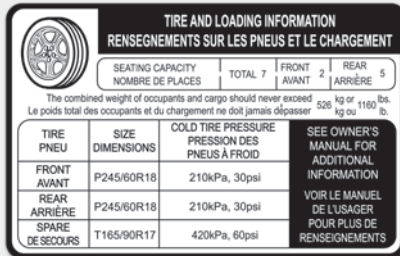 TIRE AND LOADING INFORMATION
RENSEIGNEMENTS SUR LES PNEUS ET LE CHARGEMENT
SEATING CAPACITY
NOMBRE DE PLACES
TOTAL 7
FRONT
AVANT 2
REAR
ARRIÈRE 5
The combined weight of occupants and cargo should never exceed 526 kg or 1160 lbs.
Le poids total des occupants et du chargement ne doit jamais dépasser kg ou lb.
TIRE
PNEU
SIZE
DIMENSIONS
COLD TIRE PRESSURE
PRESSION DES
PNEUS À FROID
FRONT
AVANT
P245/60R18
210kPa, 30psi
REAR
ARRIÈRE
P245/60R18
210kPa, 30psi
SPARE
DE SECOURS
T165/90R17
420kPa, 60psi
SEE OWNER'S
MANUAL FOR
ADDITIONAL
INFORMATION
VOIR LE MANUEL
DE L'USAGER
POUR PLUS DE
RENSEIGNEMENTS